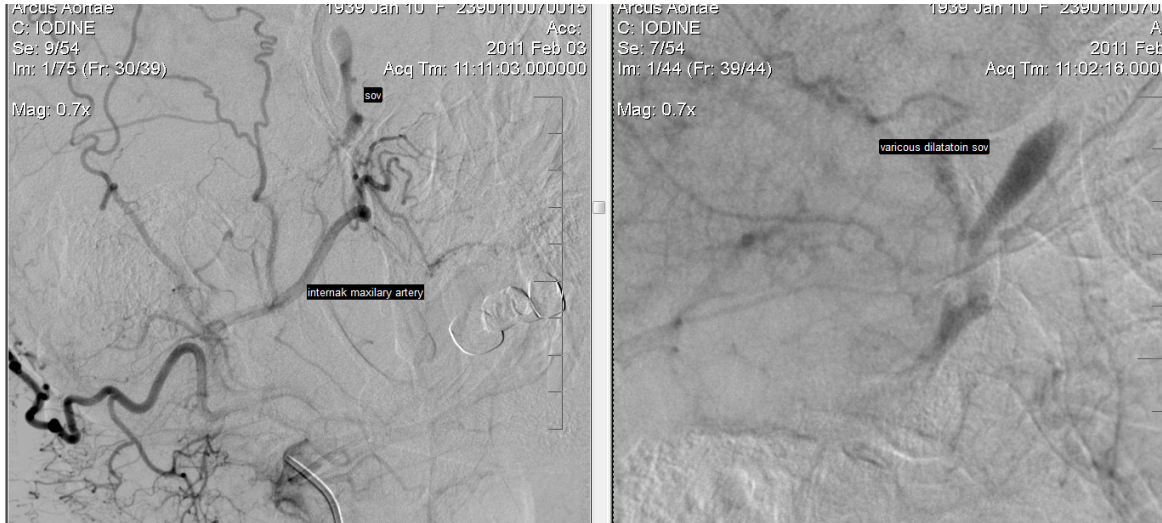 Arcus Aortae
1939 Jan 10 F 2390110070015
C: IODINE
Acc:
Se: 9/54
2011 Feb 03
Im: 1/75 (Fr: 30/39)
Acq Tm: 11:11:03.000000
Mag: 0.7x
sov
internak maxilary artery
Arcus Aortae
1939 Jan 10 F 2390110070
C: IODINE
A
Se: 7/54
2011 Feb
Im: 1/44 (Fr: 39/44)
Acq Tm: 11:02:16.000
Mag: 0.7x
varicous dilatatoin sov